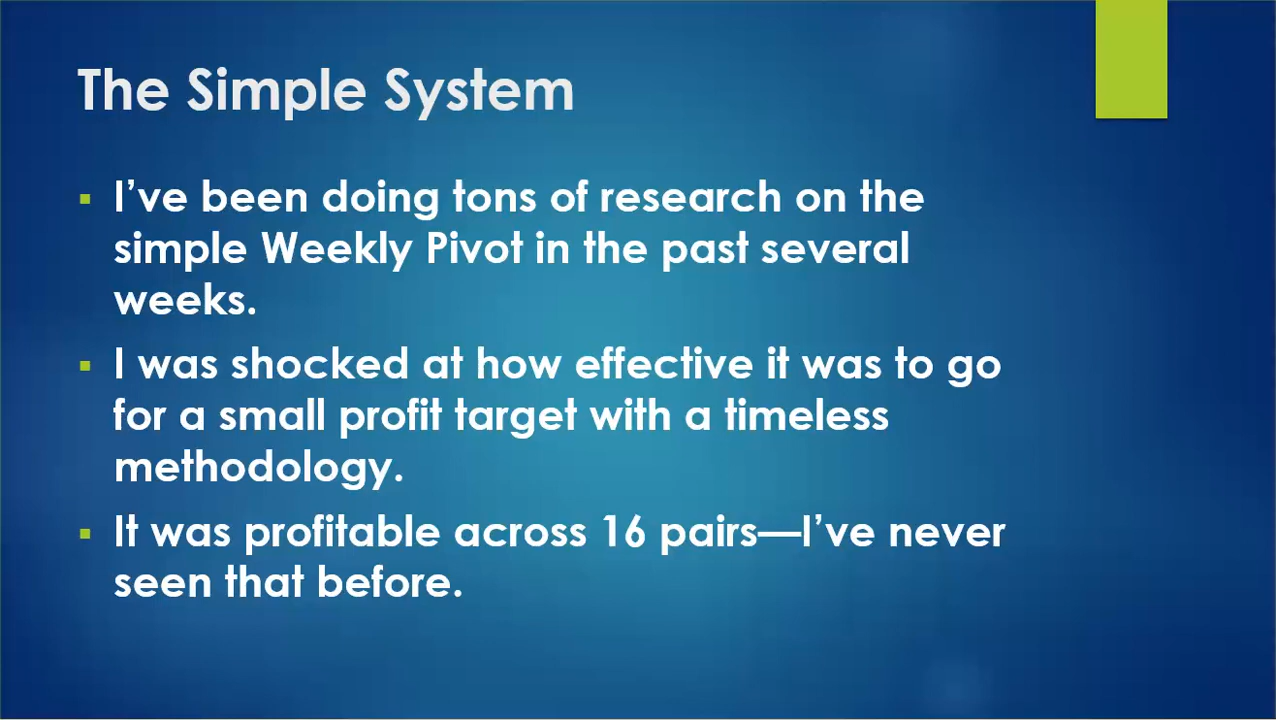 The Simple System
I’ve been doing tons of research on the
simple Weekly Pivot in the past several
weeks.
I was shocked at how effective it was to go
for a small profit target with a timeless
methodology.
It was profitable across 16 pairs—I’ve never
seen that before.